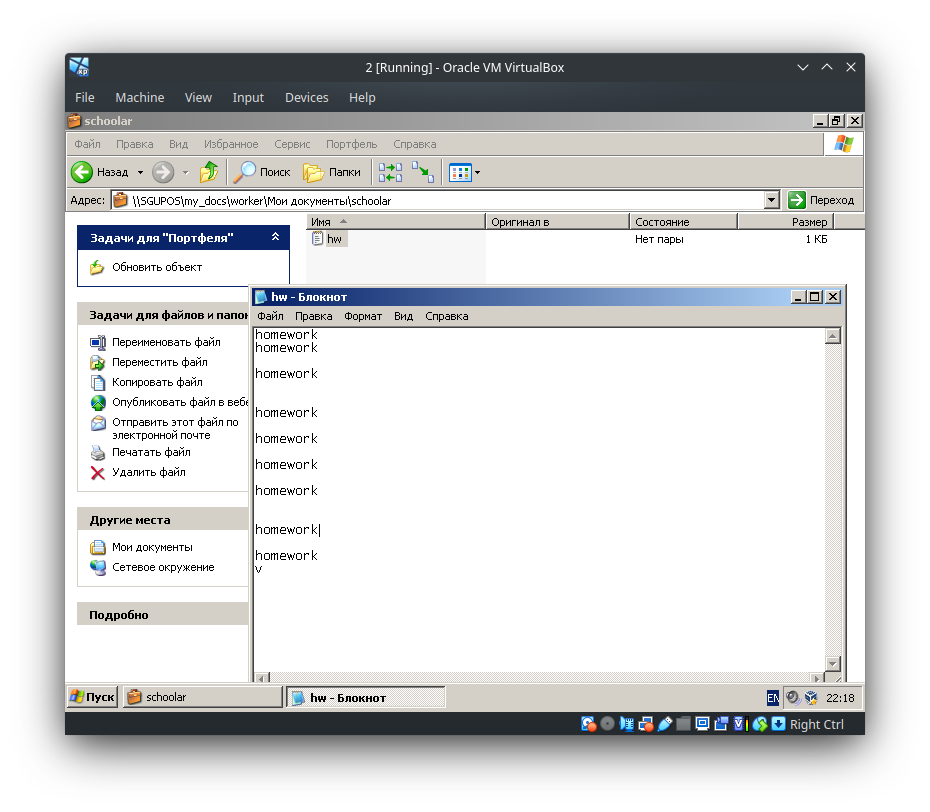 2 [Running] - Oracle VM VirtualBox
File Machine View Input Devices Help
schoolar
Файл Правка Вид Избранное Сервис Портфель Справка
Назад Поиск Папки
Адрес: \\SGUPOS\my_docs\worker\Мои документы\schoolar Переход
Задачи для "Портфеля"
Обновить объект
Задачи для файлов и папо
Переименовать файл
Переместить файл
Копировать файл
Опубликовать файл в веб
Отправить этот файл по
электронной почте
Печатать файл
Удалить файл
Другие места
Мои документы
Сетевое окружение
Подробно
Имя Оригинал в Состояние Размер
hw Нет пары 1 КБ
hw - Блокнот
Файл Правка Формат Вид Справка
homework
homework
homework
homework
homework
homework
homework
homework
homework
v
Пуск schoolar hw - Блокнот EN 22:18
Right Ctrl